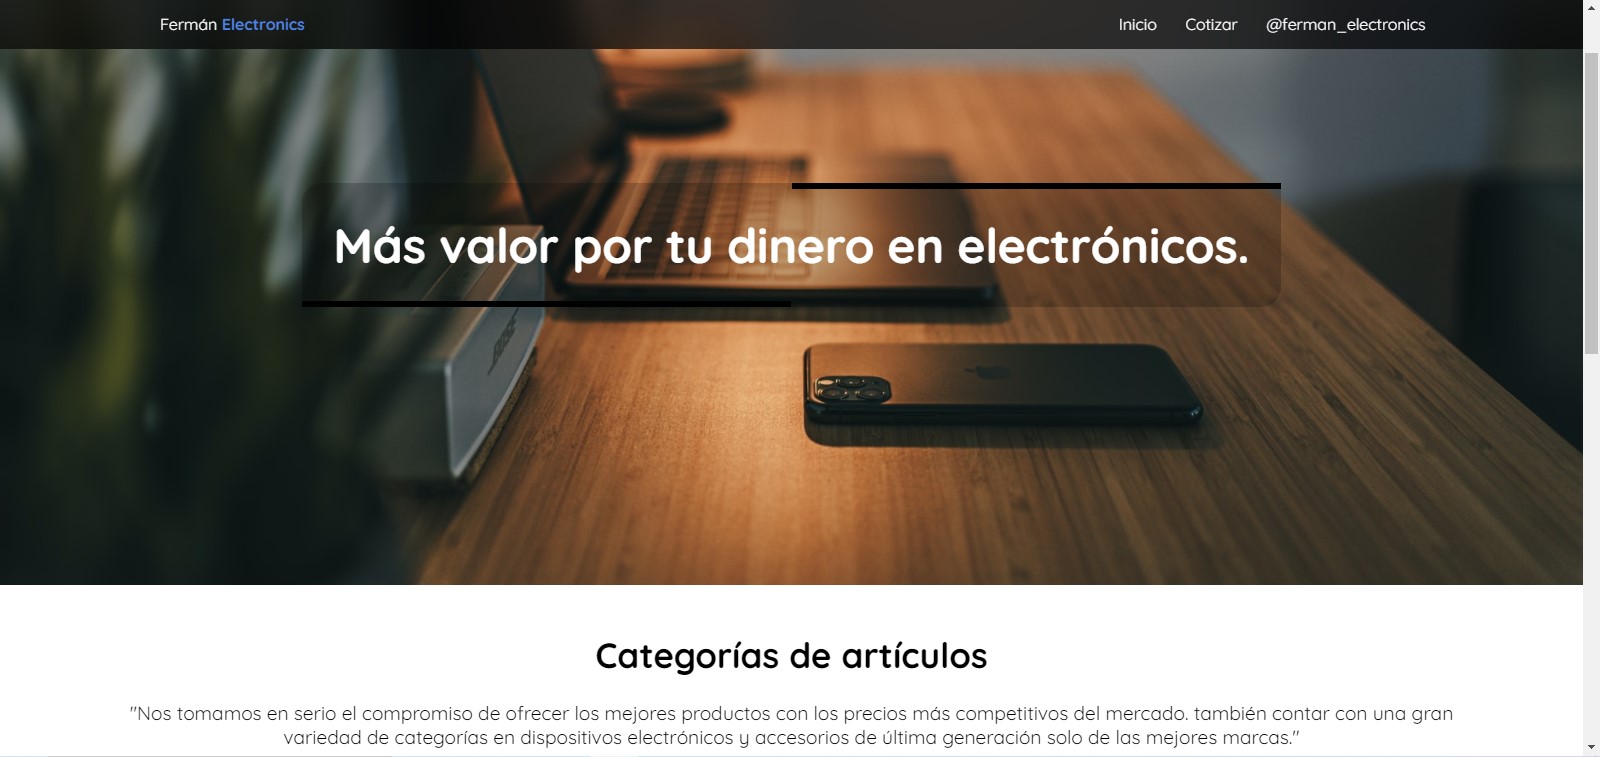 Fermán Electronics
Inicio Cotizar @ferman_electronics
Más valor por tu dinero en electrónicos.
BOSE
Categorías de artículos
"Nos tomamos en serio el compromiso de ofrecer los mejores productos con los precios más competitivos del mercado. también contar con una gran
variedad de categorías en dispositivos electrónicos y accesorios de última generación solo de las mejores marcas."